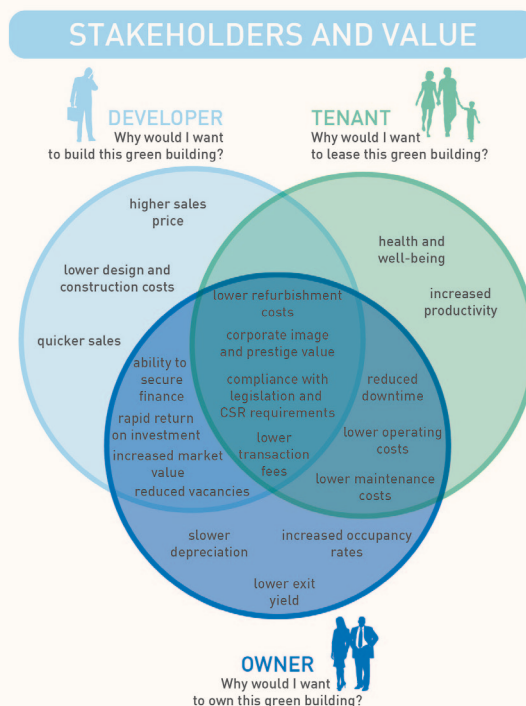 STAKEHOLDERS AND VALUE
DEVELOPER
Why would I want
to build this green building?
TENANT
Why would I want
to lease this green building?
higher sales
price
lower design and
construction costs
quicker sales
health and
well-being
increased
productivity
lower refurbishment
costs
corporate image
and prestige value
compliance with
legislation and
CSR requirements
lower
transaction
fees
ability to
secure
finance
rapid return
on investment
increased market
value
reduced vacancies
reduced
downtime
lower operating
costs
lower maintenance
costs
slower
depreciation
increased occupancy
rates
lower exit
yield
OWNER
Why would I want
to own this green building?